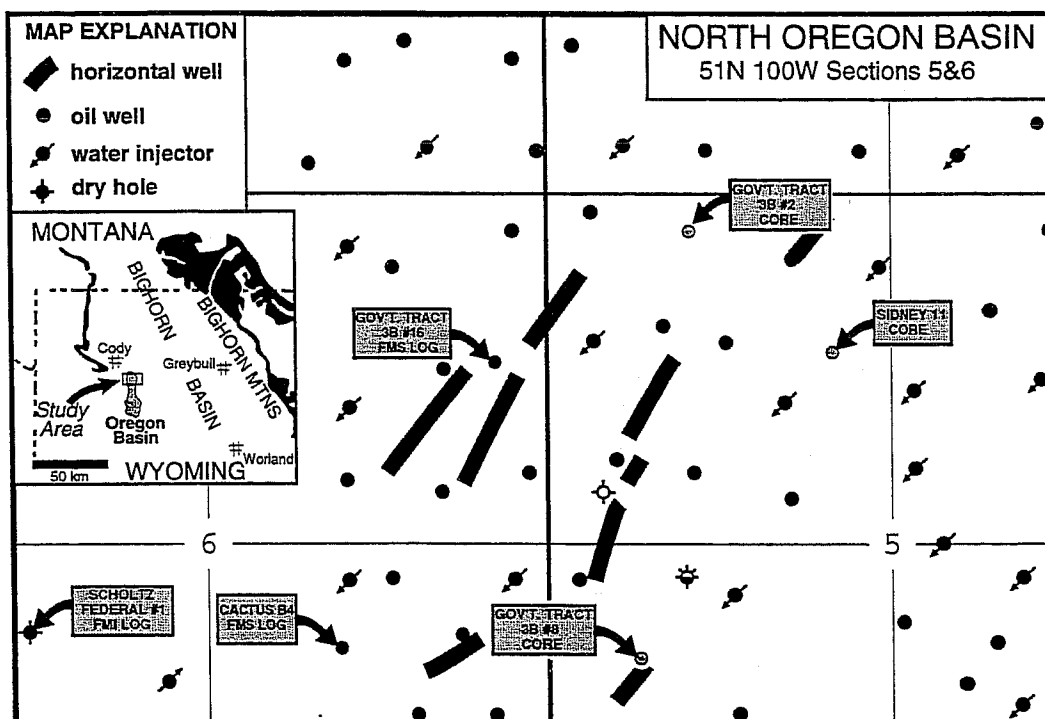 MAP EXPLANATION
horizontal well
oil well
water injector
dry hole
NORTH OREGON BASIN
51N 100W Sections 5&6
MONTANA
BIGHORN
BASIN
BIGHORN MTNS
Cody
Greybull
Study
Area
Oregon
Basin
Worland
50 km
WYOMING
GOV'T. TRACT
3B #2
CORE
GOV'T. TRACT
3B #16
FMS LOG
SIDNEY 11
CORE
6
5
SCHOLTZ
FEDERAL #1
FMI LOG
CACTUS B4
FMS LOG
GOV'T. TRACT
3B #8
CORE